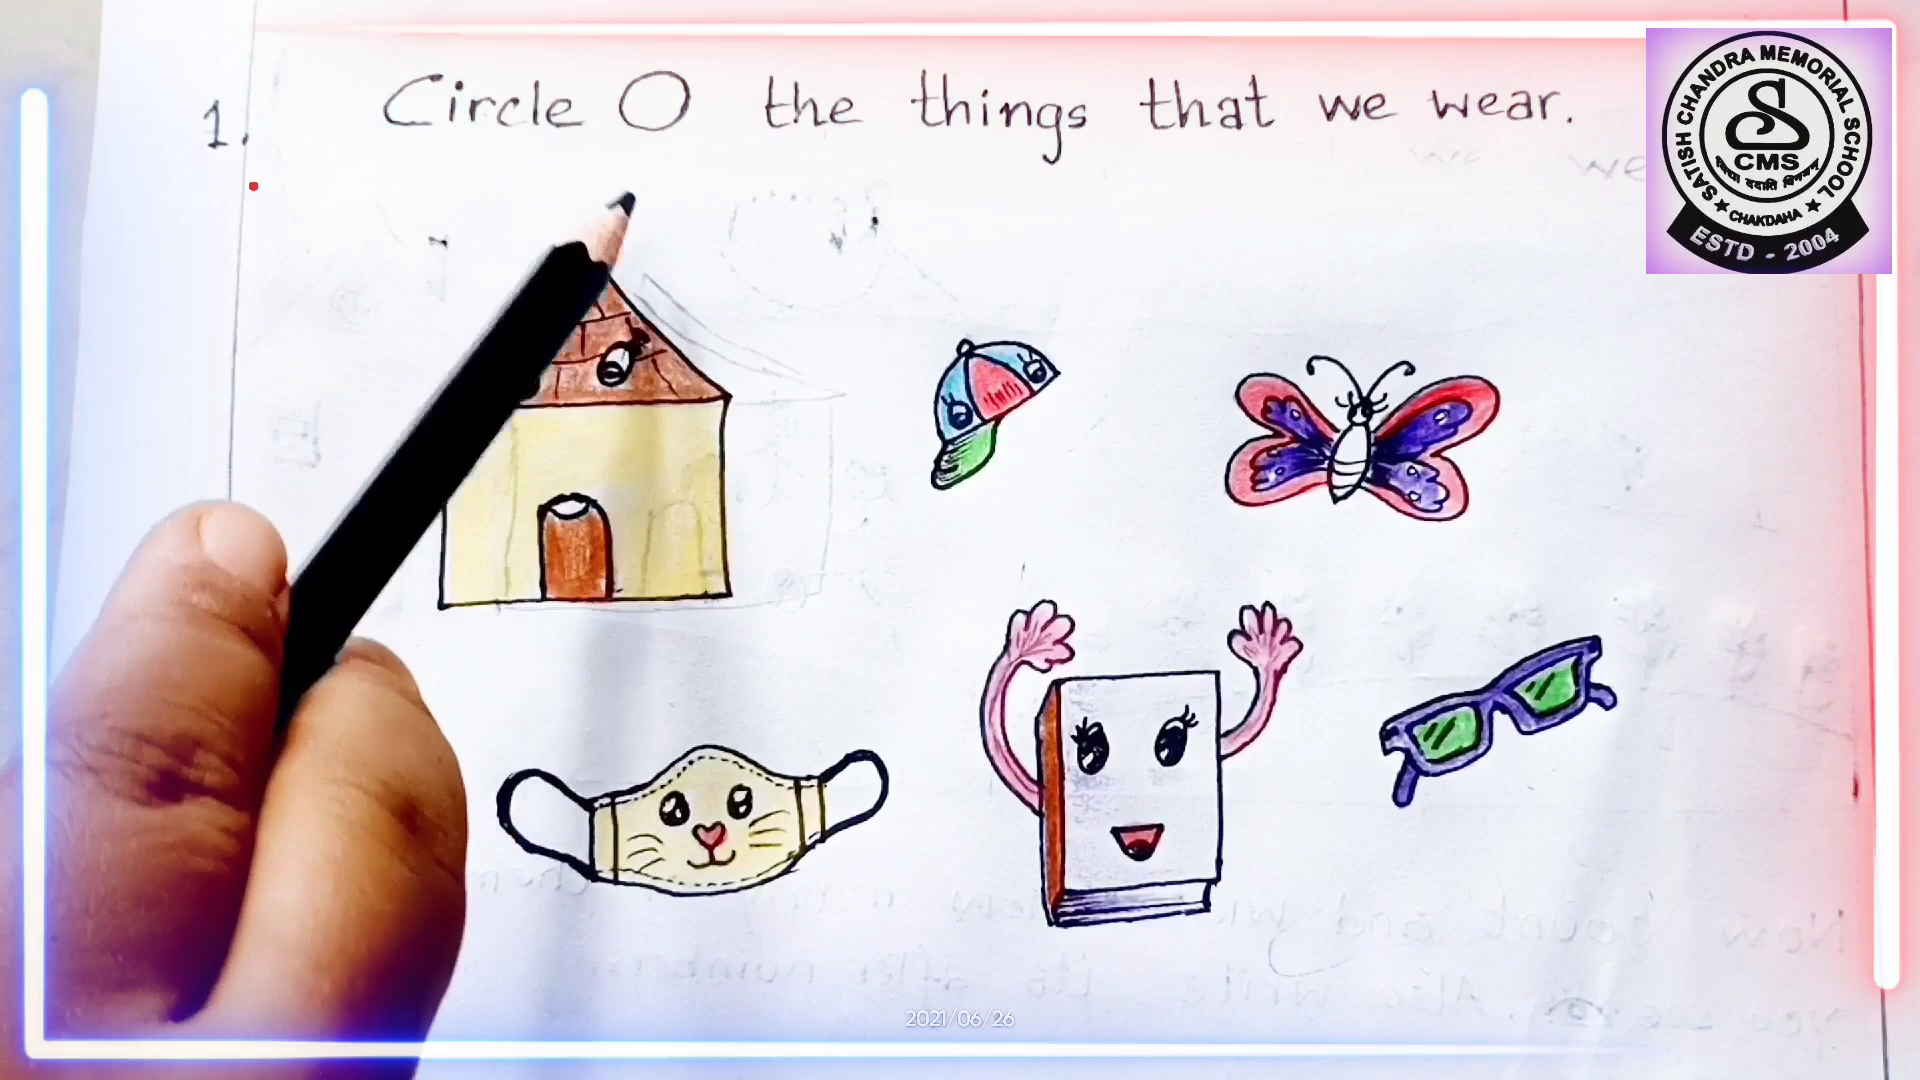 1. Circle O the things that we wear.
SATISH CHANDRA MEMORIAL SCHOOL
S
CMS
CHAKDAHA
ESTD - 2004
2021/06/26